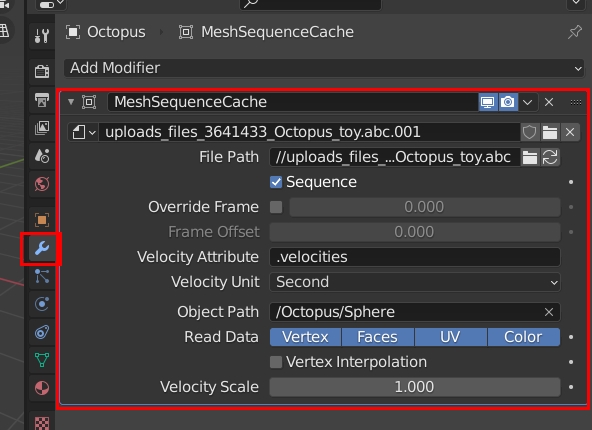 Octopus MeshSequenceCache
Add Modifier
MeshSequenceCache
uploads_files_3641433_Octopus_toy.abc.001
File Path //uploads_files_...Octopus_toy.abc
Sequence
Override Frame 0.000
Frame Offset 0.000
Velocity Attribute .velocities
Velocity Unit Second
Object Path /Octopus/Sphere
Read Data Vertex Faces UV Color
Vertex Interpolation
Velocity Scale 1.000